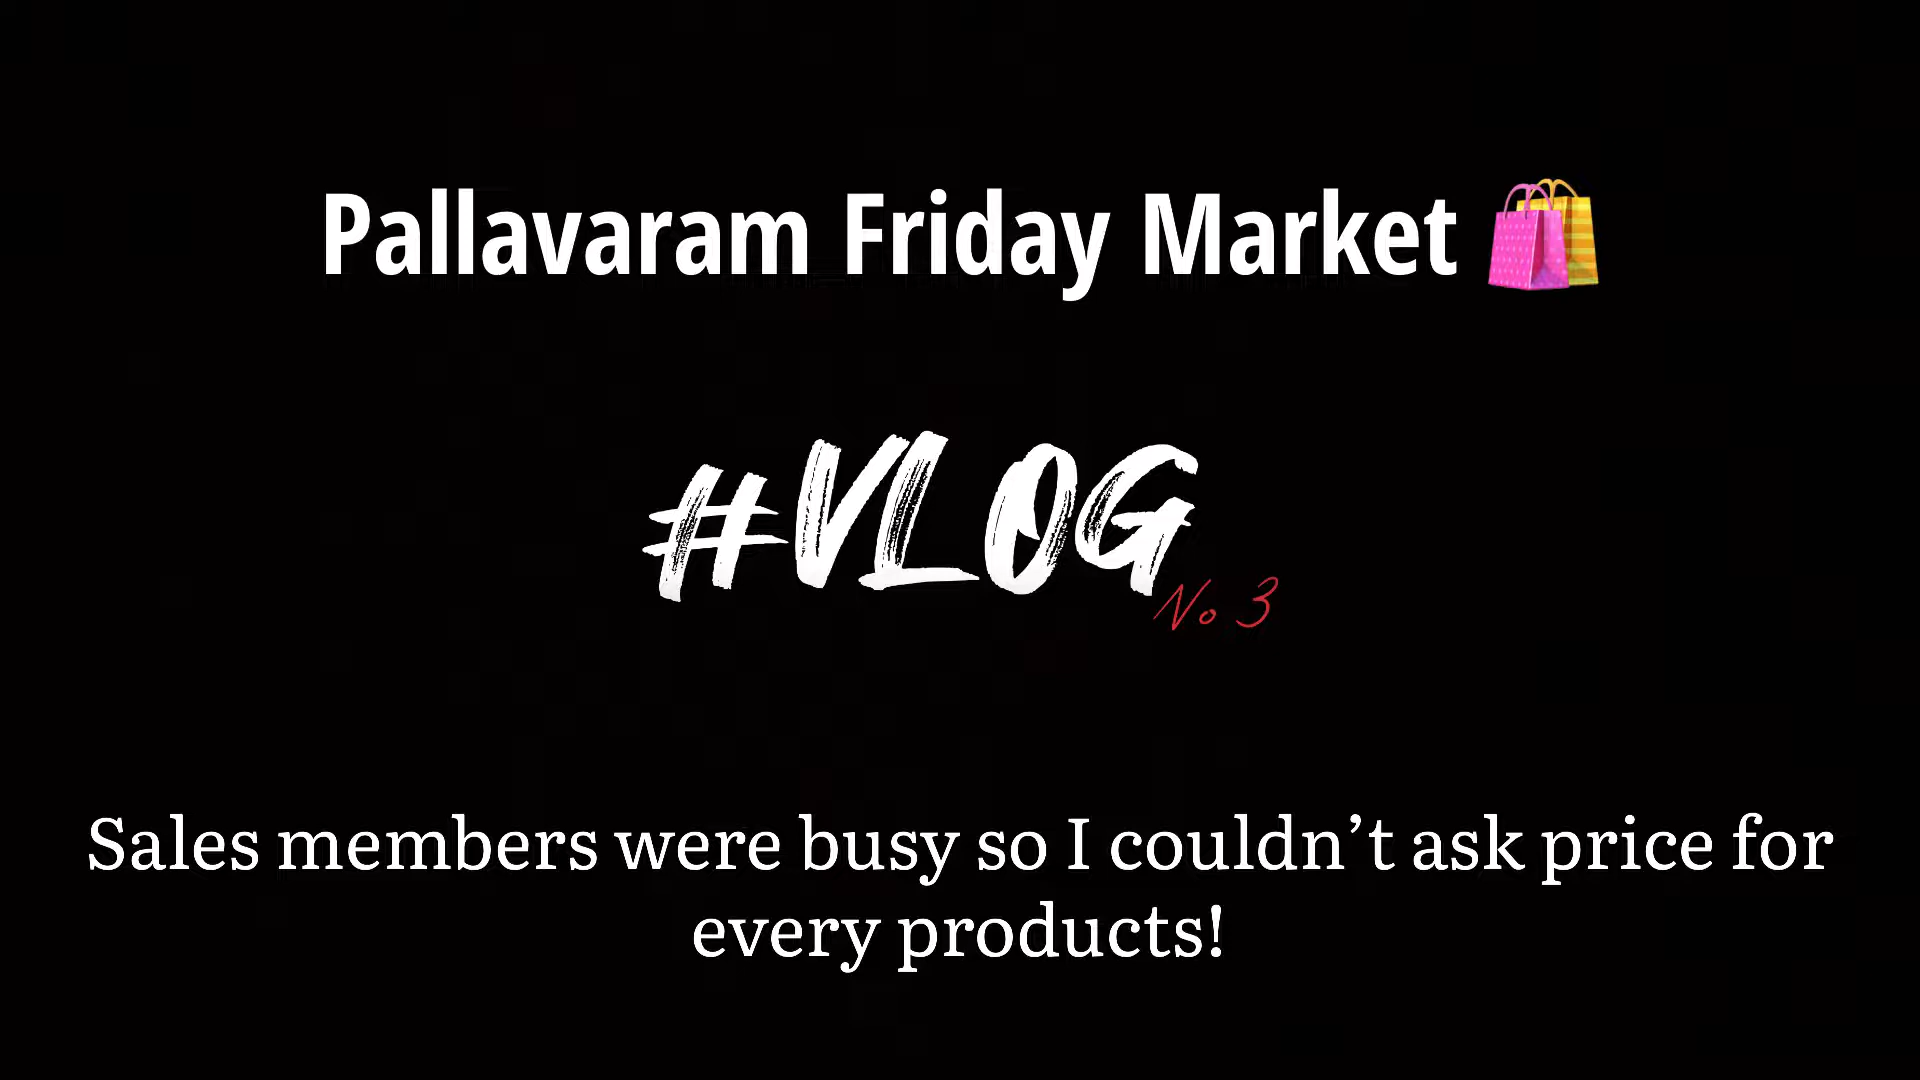 Pallavaram Friday Market 🛍️
#VLOG
No 3
Sales members were busy so I couldn’t ask price for
every products!